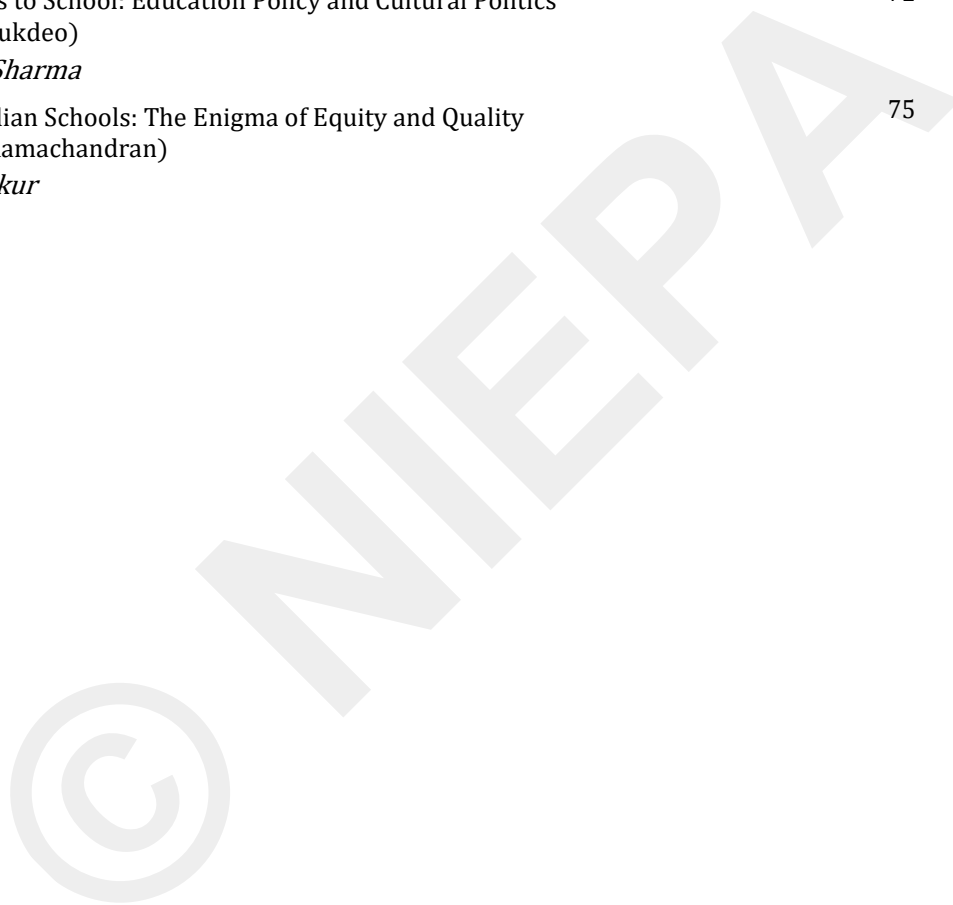 s to School: Education Policy and Cultural Politics
ukdeo)
Sharma
lian Schools: The Enigma of Equity and Quality 75
amachandran)
kur
© NIEPA